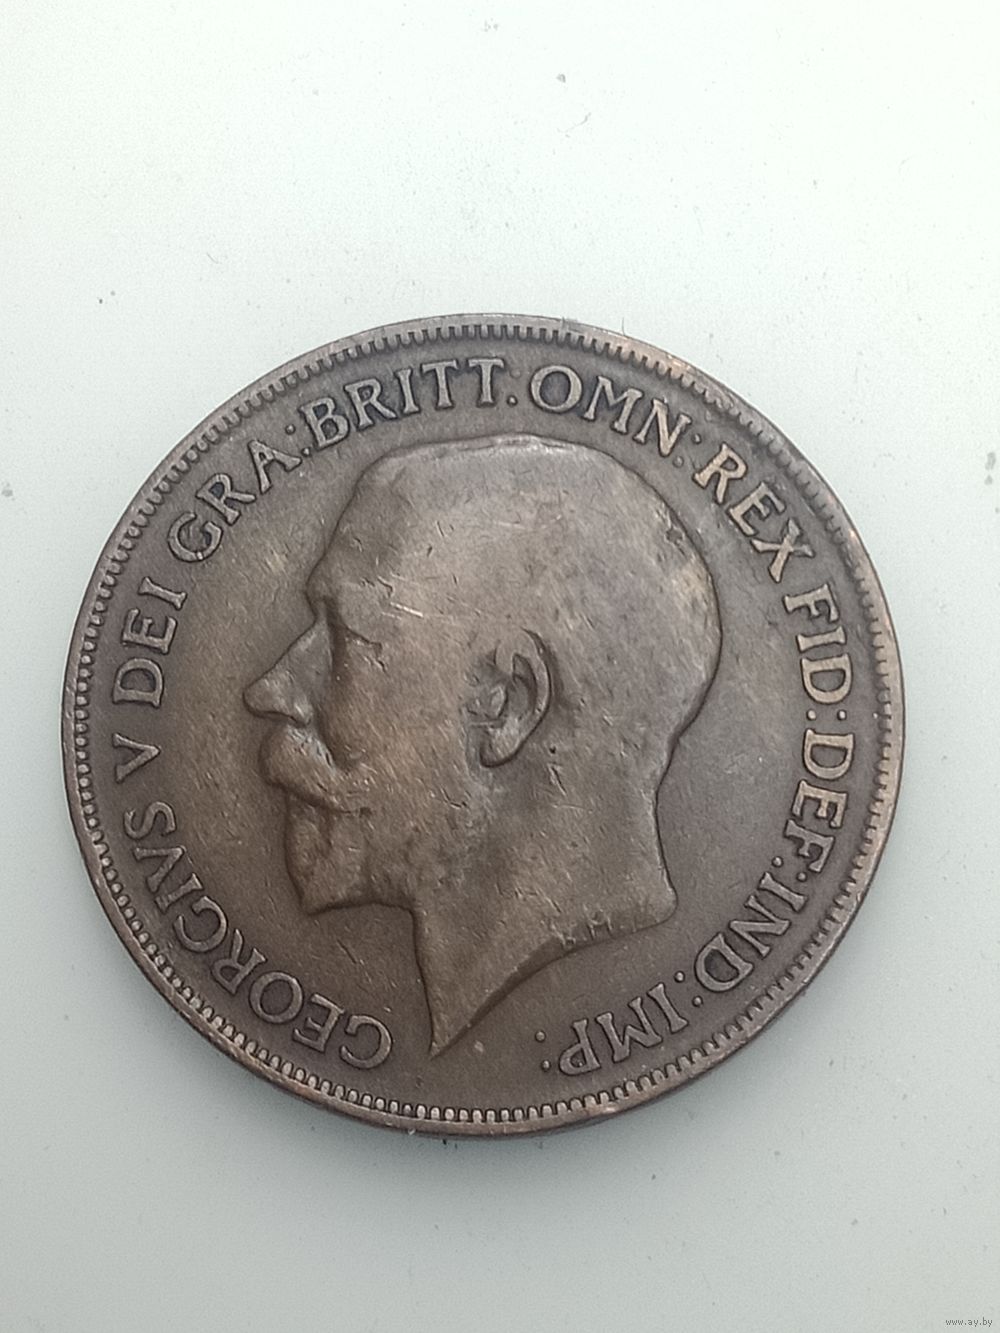 GEORGIVS V DEI GRA:BRITT:OMN:REX FID:DEF:IND:IMP:
www.ay.by